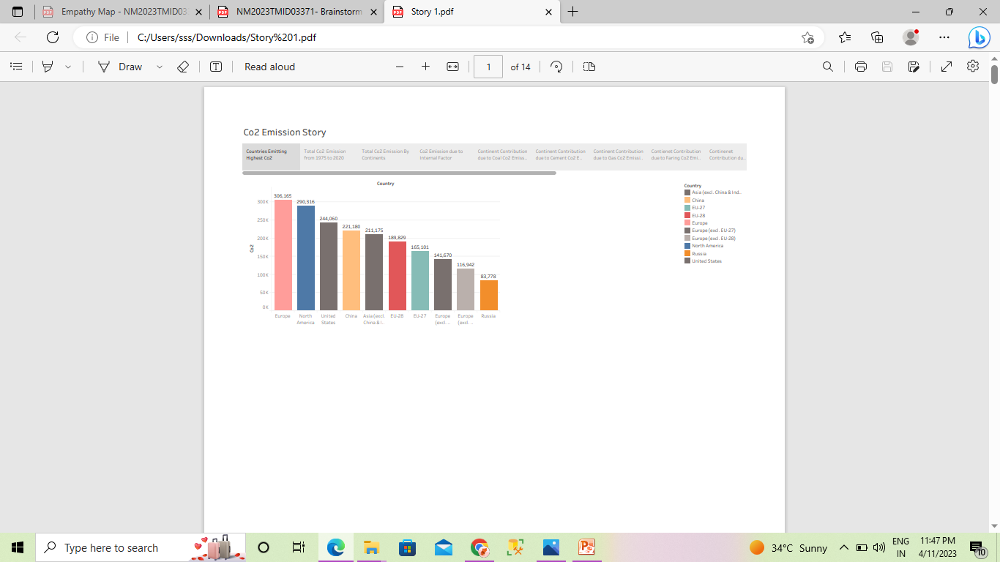 Empathy Map - NM2023TMID03
NM2023TMID03371- Brainstorm
Story 1.pdf
File
C:/Users/sss/Downloads/Story%201.pdf
Draw
Read aloud
1
of 14
Co2 Emission Story
Countries Emitting
Highest Co2
Total Co2 Emission
from 1975 to 2020
Total Co2 Emission By
Continents
Co2 Emission due to
Internal Factor
Continent Contribution
due to Coal Co2 Emiss..
Continent Contribution
due to Cement Co2 E..
Continent Contribution
due to Gas Co2 Emissi..
Contienet Contribution
due to Faring Co2 Emi..
Continenet
Contribution du..
Country
Co2
300K
250K
200K
150K
100K
50K
0K
306,165
290,316
244,060
221,180
211,175
189,829
165,101
141,670
116,942
83,778
Europe
North
America
United
States
China
Asia (excl.
China & I..
EU-28
EU-27
Europe
(excl. ..
Europe
(excl. ..
Russia
Country
Asia (excl. China & Ind..
China
EU-27
EU-28
Europe
Europe (excl. EU-27)
Europe (excl. EU-28)
North America
Russia
United States
Type here to search
34°C Sunny
ENG
IN
11:47 PM
4/11/2023
10